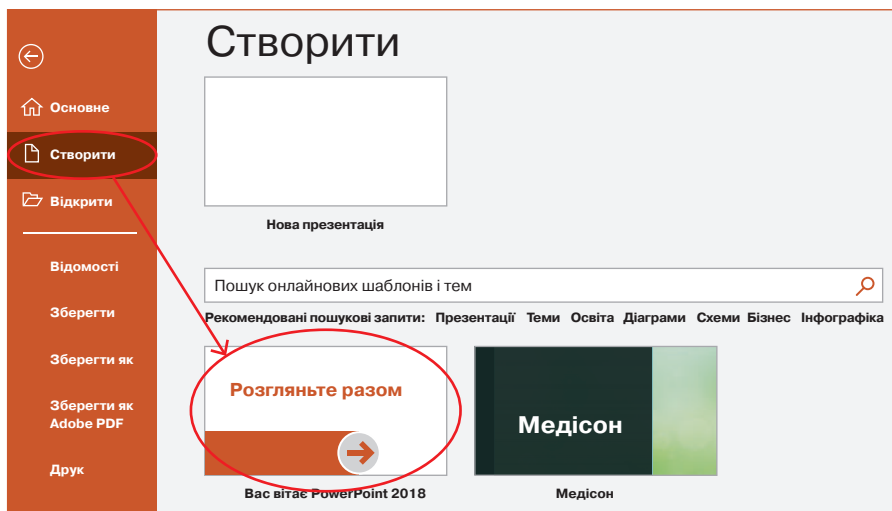 Створити
Основне
Створити
Відкрити
Відомості
Зберегти
Зберегти як
Зберегти як
Adobe PDF
Друк
Нова презентація
Пошук онлайнових шаблонів і тем
Рекомендовані пошукові запити: Презентації Теми Освіта Діаграми Схеми Бізнес Інфографіка
Розгляньте разом
Вас вітає PowerPoint 2018
Медісон
Медісон